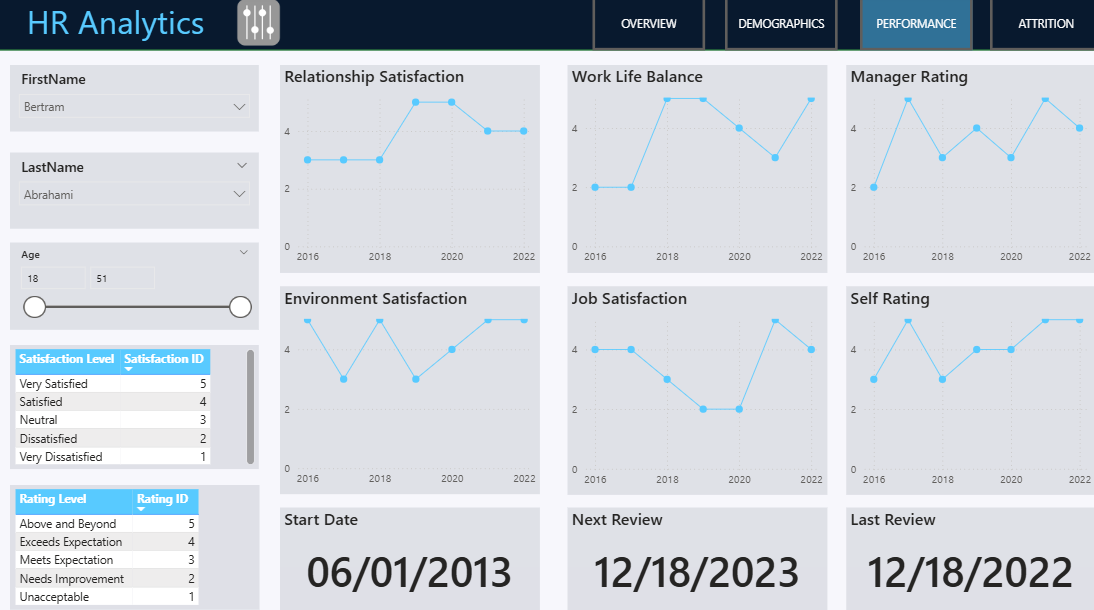 HR Analytics
OVERVIEW
DEMOGRAPHICS
PERFORMANCE
ATTRITION
FirstName
Bertram
LastName
Abrahami
Age
18 51
Satisfaction Level Satisfaction ID
Very Satisfied 5
Satisfied 4
Neutral 3
Dissatisfied 2
Very Dissatisfied 1
Rating Level Rating ID
Above and Beyond 5
Exceeds Expectation 4
Meets Expectation 3
Needs Improvement 2
Unacceptable 1
Relationship Satisfaction
4
2
0
2016 2018 2020 2022
Work Life Balance
4
2
0
2016 2018 2020 2022
Manager Rating
4
2
0
2016 2018 2020 2022
Environment Satisfaction
4
2
0
2016 2018 2020 2022
Job Satisfaction
4
2
0
2016 2018 2020 2022
Self Rating
4
2
0
2016 2018 2020 2022
Start Date
06/01/2013
Next Review
12/18/2023
Last Review
12/18/2022